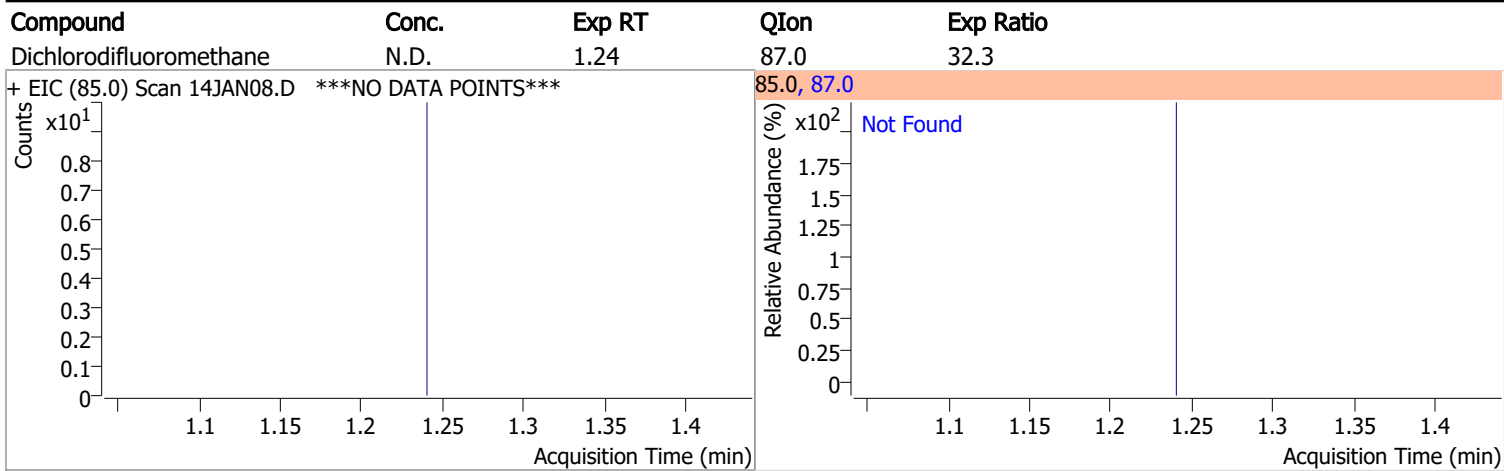 Compound Conc. Exp RT QIon Exp Ratio
Dichlorodifluoromethane N.D. 1.24 87.0 32.3
+ EIC (85.0) Scan 14JAN08.D ***NO DATA POINTS***
Counts
x10¹
0.8
0.7
0.6
0.5
0.4
0.3
0.2
0.1
0
1.1 1.15 1.2 1.25 1.3 1.35 1.4
Acquisition Time (min)
85.0, 87.0
Relative Abundance (%)
x10²
Not Found
1.75
1.5
1.25
1
0.75
0.5
0.25
0
1.1 1.15 1.2 1.25 1.3 1.35 1.4
Acquisition Time (min)